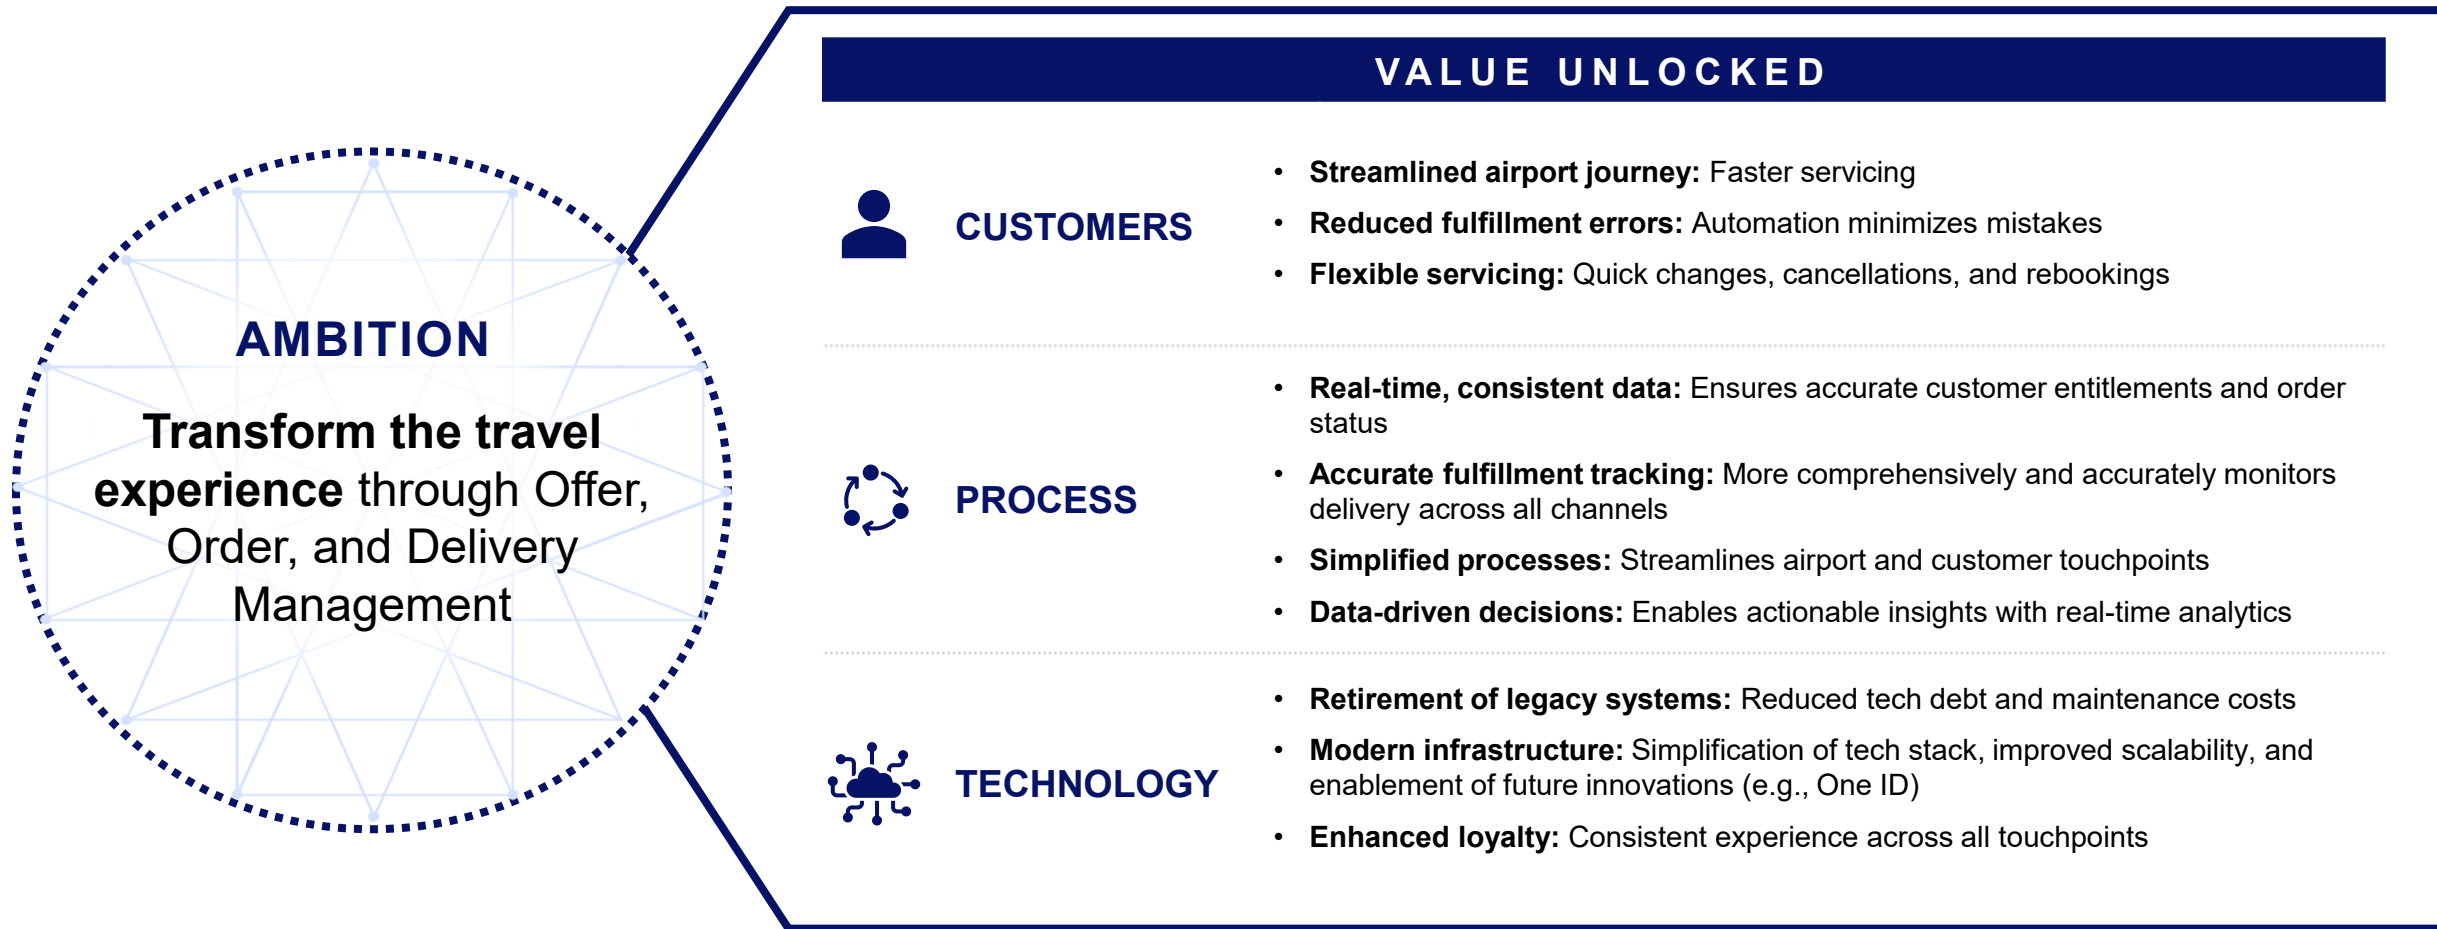 VALUE UNLOCKED
AMBITION
Transform the travel
experience through Offer,
Order, and Delivery
Management
CUSTOMERS
• Streamlined airport journey: Faster servicing
• Reduced fulfillment errors: Automation minimizes mistakes
• Flexible servicing: Quick changes, cancellations, and rebookings
PROCESS
• Real-time, consistent data: Ensures accurate customer entitlements and order
status
• Accurate fulfillment tracking: More comprehensively and accurately monitors
delivery across all channels
• Simplified processes: Streamlines airport and customer touchpoints
• Data-driven decisions: Enables actionable insights with real-time analytics
TECHNOLOGY
• Retirement of legacy systems: Reduced tech debt and maintenance costs
• Modern infrastructure: Simplification of tech stack, improved scalability, and
enablement of future innovations (e.g., One ID)
• Enhanced loyalty: Consistent experience across all touchpoints